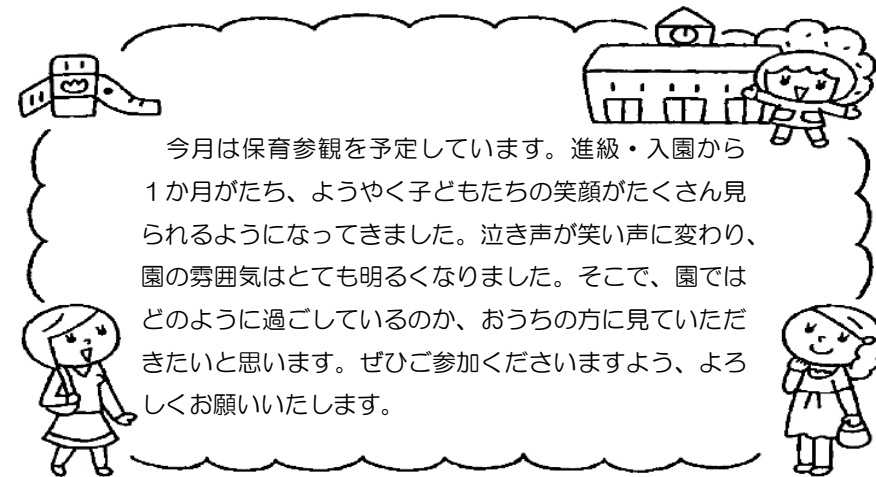 今月は保育参観を予定しています。進級・入園から
１か月がたち、ようやく子どもたちの笑顔がたくさん見
られるようになってきました。泣き声が笑い声に変わり、
園の雰囲気はとても明るくなりました。そこで、園では
どのように過ごしているのか、おうちの方に見ていただ
きたいと思います。ぜひご参加くださいますよう、よろ
しくお願いいたします。